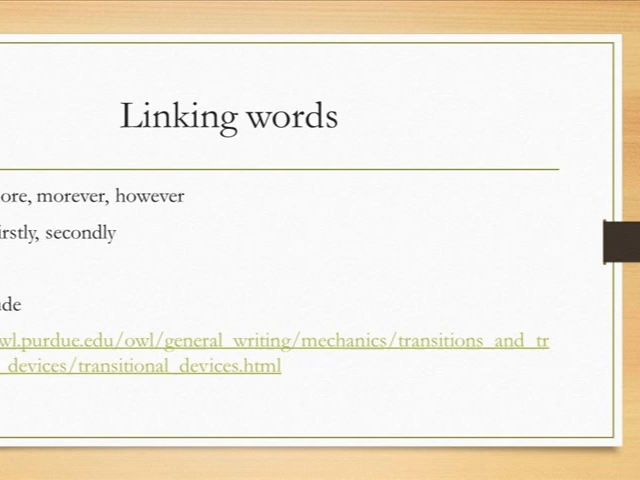 Linking words
ore, morever, however
irstly, secondly
ude
wl.purdue.edu/owl/general_writing/mechanics/transitions_and_tr
_devices/transitional_devices.html